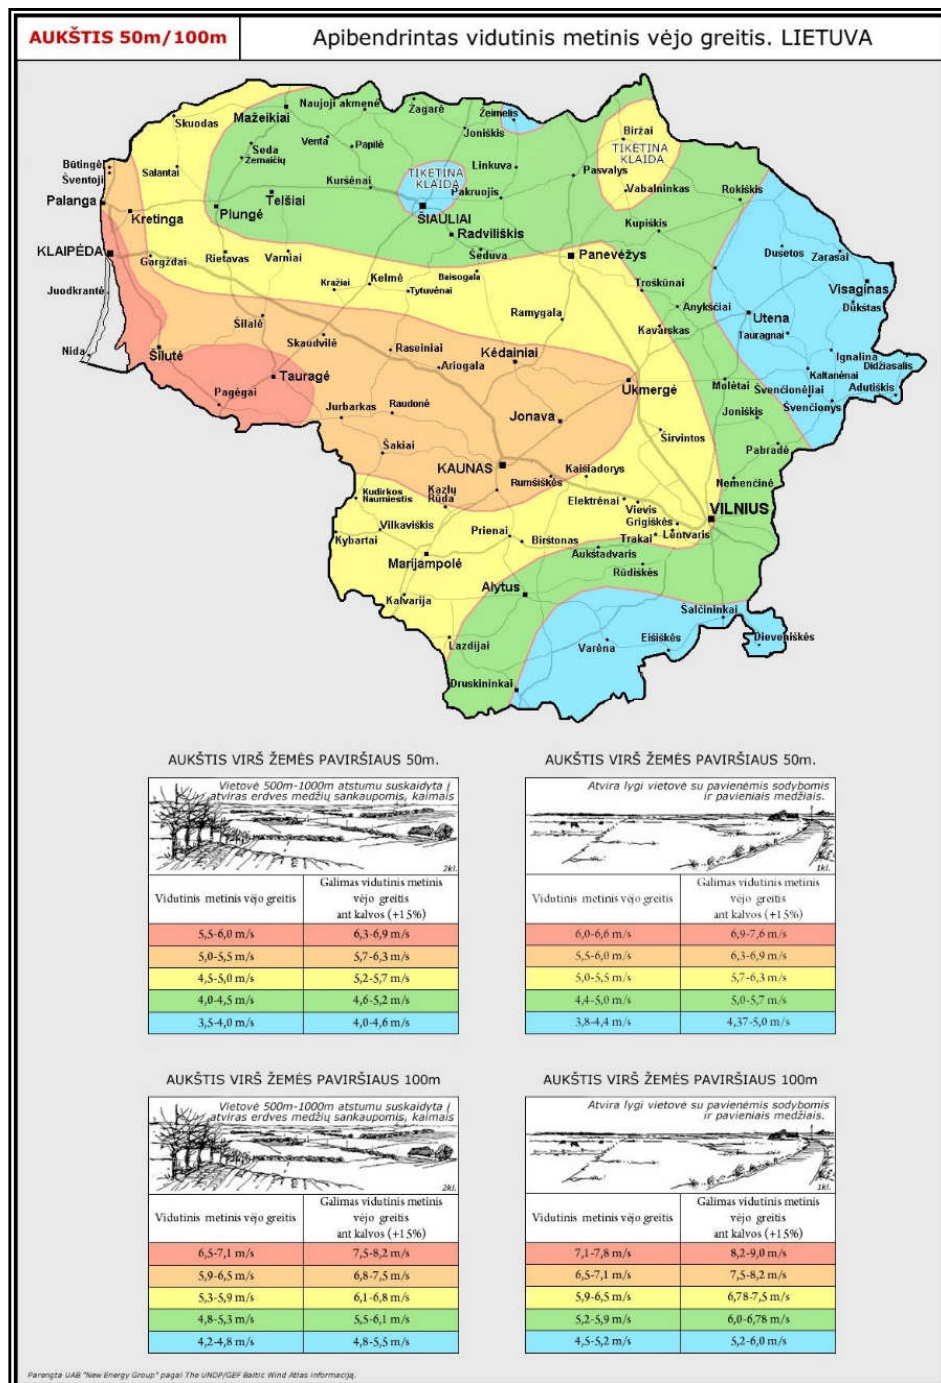 AUKŠTIS 50m/100m
Apibendrintas vidutinis metinis vėjo greitis. LIETUVA
Naujoji akmenė
Žagarė
Žeimelis
Skuodas
Mažeikiai
Joniškis
Biržai
TIKĖTINA
KLAIDA
Seda
Venta
Papilė
Žemaičių
Būtingė
Šventoji
Salantai
Kuršėnai
TIKĖTINA
KLAIDA
Linkuva
Pasvalys
Vabalninkas
Rokiškis
Palanga
Kretinga
Plungė
Telšiai
Pakruojis
ŠIAULIAI
Radviliškis
Kupiškis
KLAIPĖDA
Gargždai
Rietavas
Varniai
Šeduva
Panevėžys
Dusetos
Zarasai
Kelmė
Baisogala
Juodkrantė
Kražiai
Tytuvėnai
Troškūnai
Visaginas
Dūkštas
Anykščiai
Utena
Šilalė
Ramygala
Kavarskas
Tauragnai
Nida
Šilutė
Skaudvilė
Raseiniai
Kėdainiai
Ignalina
Didžiasalis
Ariogala
Tauragė
Kaltanėnai
Pagėgiai
Ukmergė
Molėtai
Švenčionėliai
Adutiškis
Švenčionys
Jurbarkas
Raudonė
Jonava
Joniškis
Širvintos
Pabradė
Šakiai
KAUNAS
Kaišiadorys
Rumšiškės
Nemenčinė
Kudirkos
Naumiestis
Kazlų
Rūda
Elektrėnai
Vievis
VILNIUS
Grigiškės
Lentvaris
Trakai
Vilkaviškis
Kybartai
Prienai
Birštonas
Aukštadvaris
Marijampolė
Rūdiškės
Alytus
Kalvarija
Šalčininkai
Lazdijai
Varėna
Eišiškės
Dieveniškės
Druskininkai
AUKŠTIS VIRŠ ŽEMĖS PAVIRŠIAUS 50m.
Vietovė 500m-1000m atstumu suskaidyta į
atviras erdves medžių sankaupomis, kaimais
2kl.
Vidutinis metinis vėjo greitis
Galimas vidutinis metinis
vėjo greitis
ant kalvos (+15%)
5,5-6,0 m/s 6,3-6,9 m/s
5,0-5,5 m/s 5,7-6,3 m/s
4,5-5,0 m/s 5,2-5,7 m/s
4,0-4,5 m/s 4,6-5,2 m/s
3,5-4,0 m/s 4,0-4,6 m/s
AUKŠTIS VIRŠ ŽEMĖS PAVIRŠIAUS 50m.
Atvira lygi vietovė su pavienėmis sodybomis
ir pavieniais medžiais.
1kl.
Vidutinis metinis vėjo greitis
Galimas vidutinis metinis
vėjo greitis
ant kalvos (+15%)
6,0-6,6 m/s 6,9-7,6 m/s
5,5-6,0 m/s 6,3-6,9 m/s
5,0-5,5 m/s 5,7-6,3 m/s
4,4-5,0 m/s 5,0-5,7 m/s
3,8-4,4 m/s 4,37-5,0 m/s
AUKŠTIS VIRŠ ŽEMĖS PAVIRŠIAUS 100m
Vietovė 500m-1000m atstumu suskaidyta į
atviras erdves medžių sankaupomis, kaimais
2kl.
Vidutinis metinis vėjo greitis
Galimas vidutinis metinis
vėjo greitis
ant kalvos (+15%)
6,5-7,1 m/s 7,5-8,2 m/s
5,9-6,5 m/s 6,8-7,5 m/s
5,3-5,9 m/s 6,1-6,8 m/s
4,8-5,3 m/s 5,5-6,1 m/s
4,2-4,8 m/s 4,8-5,5 m/s
AUKŠTIS VIRŠ ŽEMĖS PAVIRŠIAUS 100m
Atvira lygi vietovė su pavienėmis sodybomis
ir pavieniais medžiais.
1kl.
Vidutinis metinis vėjo greitis
Galimas vidutinis metinis
vėjo greitis
ant kalvos (+15%)
7,1-7,8 m/s 8,2-9,0 m/s
6,5-7,1 m/s 7,5-8,2 m/s
5,9-6,5 m/s 6,78-7,5 m/s
5,2-5,9 m/s 6,0-6,78 m/s
4,5-5,2 m/s 5,2-6,0 m/s
Parengta UAB "New Energy Group" pagal The UNDP/GEF Baltic Wind Atlas informaciją.